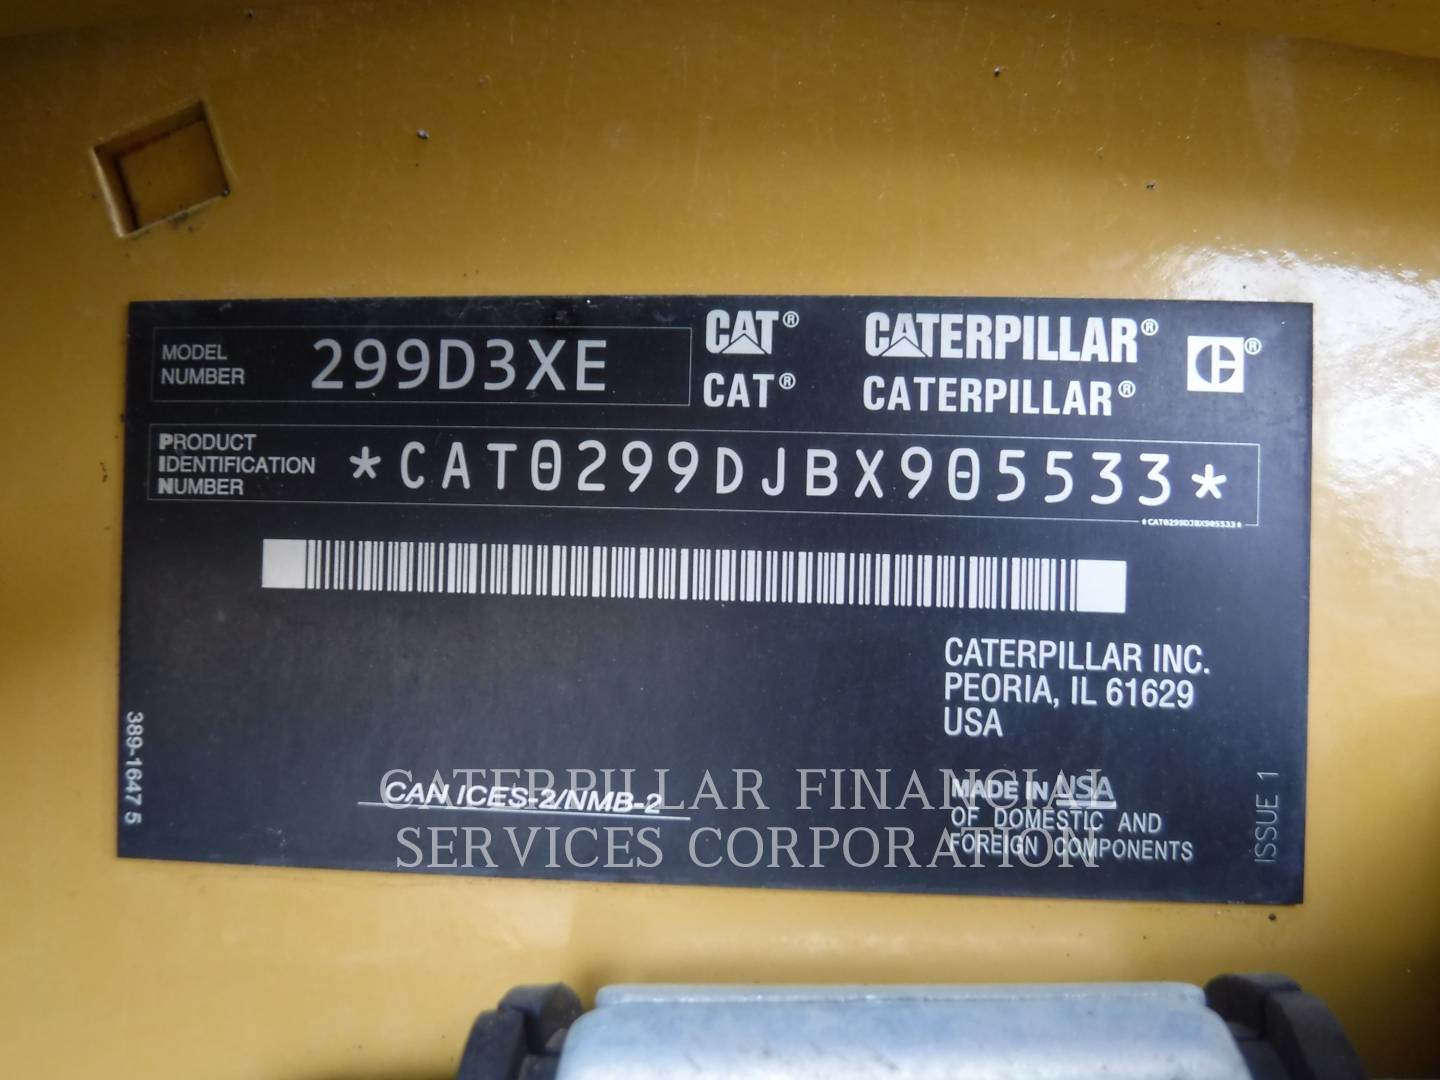 MODEL NUMBER 299D3XE
CAT® CATERPILLAR® ®
CAT® CATERPILLAR®
PRODUCT IDENTIFICATION NUMBER *CAT0299DJBX905533*
*CAT0299DJBX905533*
CATERPILLAR INC.
PEORIA, IL 61629
USA
389-1647 5
CAN ICES-2/NMB-2
MADE IN USA
OF DOMESTIC AND
FOREIGN COMPONENTS
ISSUE 1
CATERPILLAR FINANCIAL
SERVICES CORPORATION